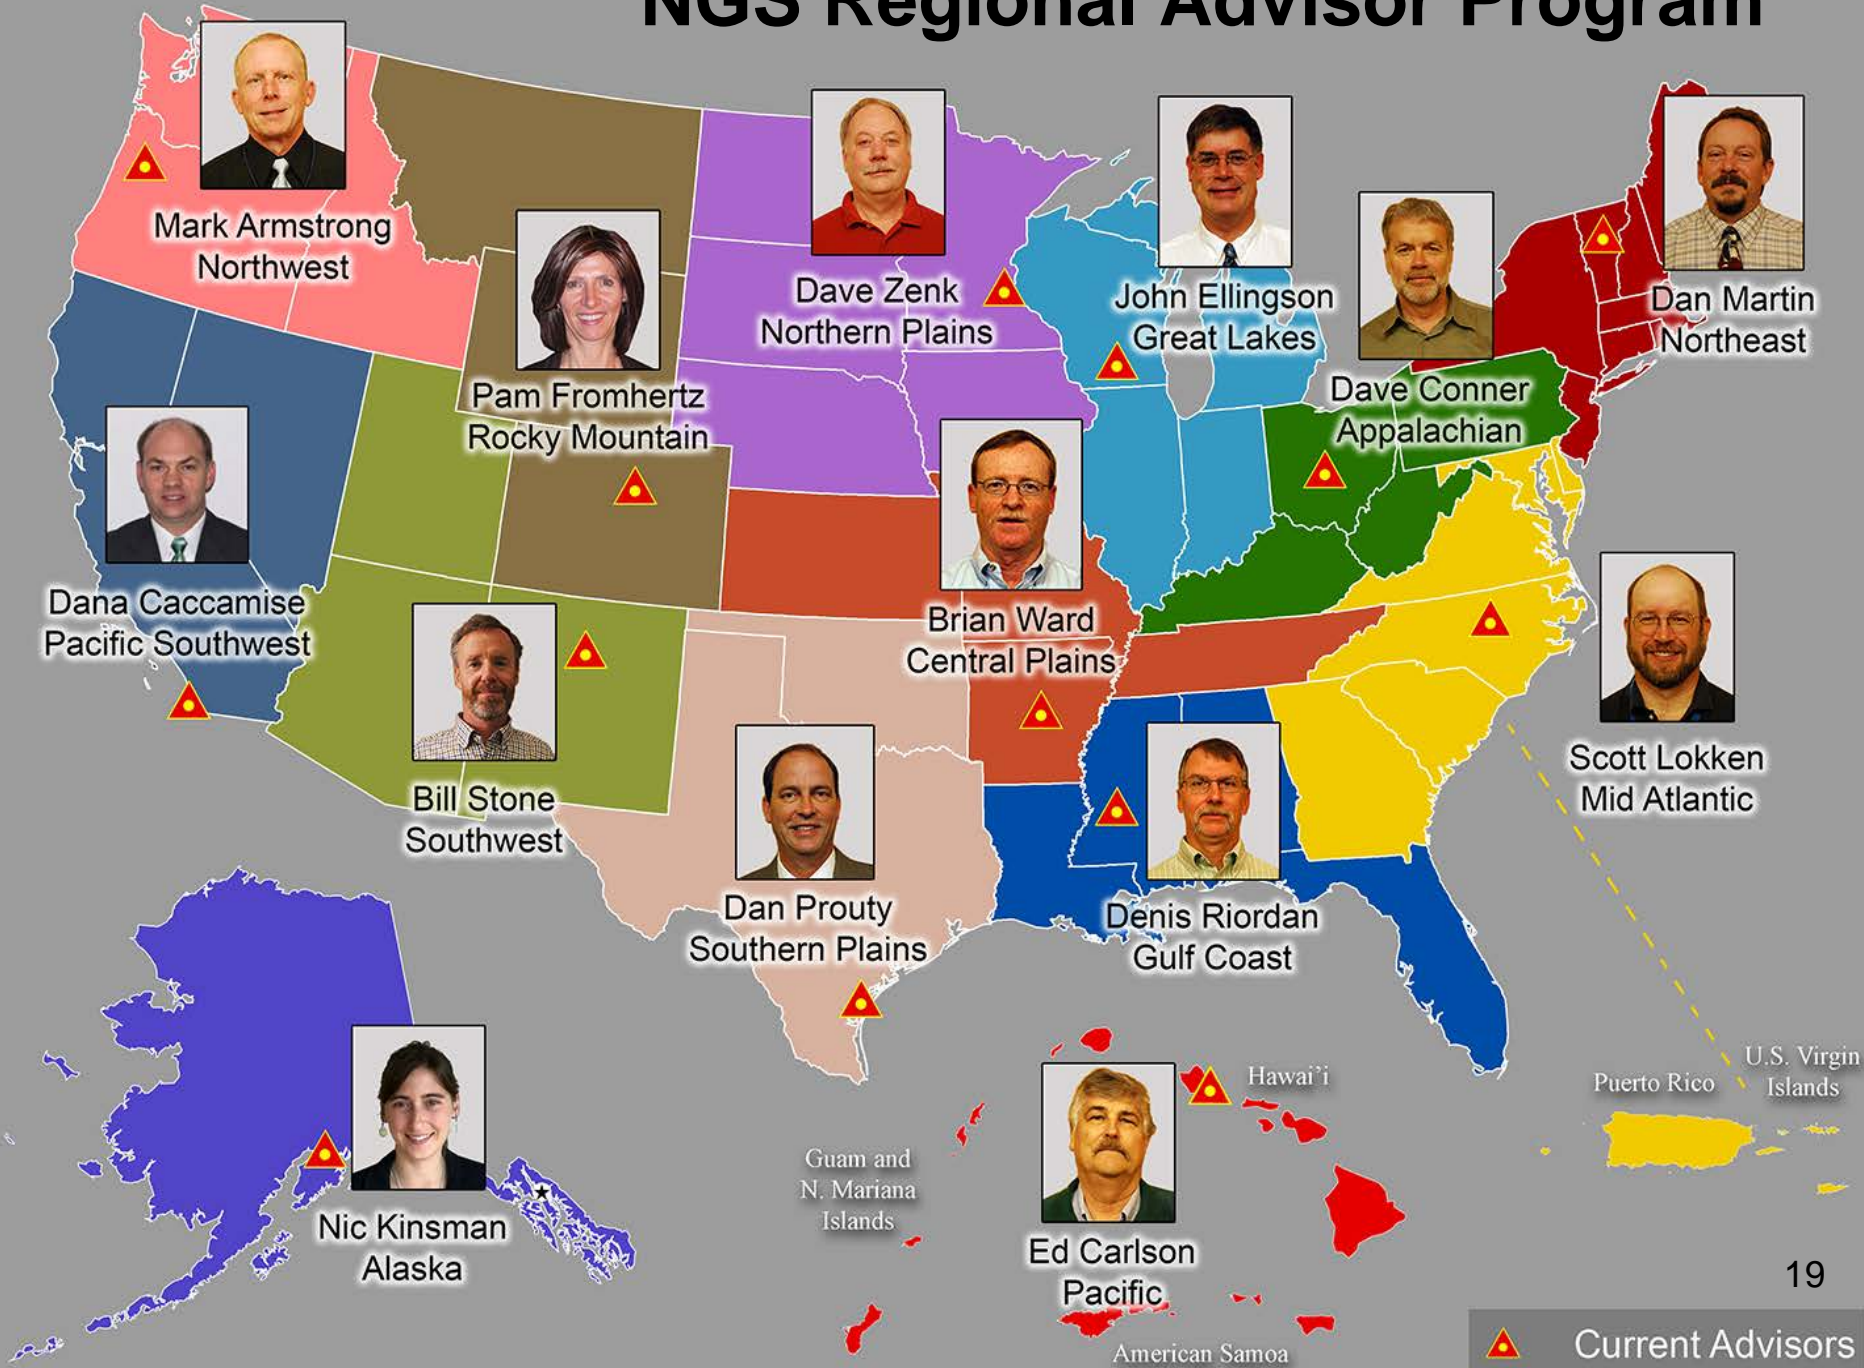 NGS Regional Advisor Program
Mark Armstrong
Northwest
Dave Zenk
Northern Plains
John Ellingson
Great Lakes
Dan Martin
Northeast
Pam Fromhertz
Rocky Mountain
Dave Conner
Appalachian
Dana Caccamise
Pacific Southwest
Brian Ward
Central Plains
Bill Stone
Southwest
Scott Lokken
Mid Atlantic
Dan Prouty
Southern Plains
Denis Riordan
Gulf Coast
Nic Kinsman
Alaska
Guam and
N. Mariana
Islands
Hawai’i
Ed Carlson
Pacific
American Samoa
Puerto Rico
U.S. Virgin
Islands
19
Current Advisors